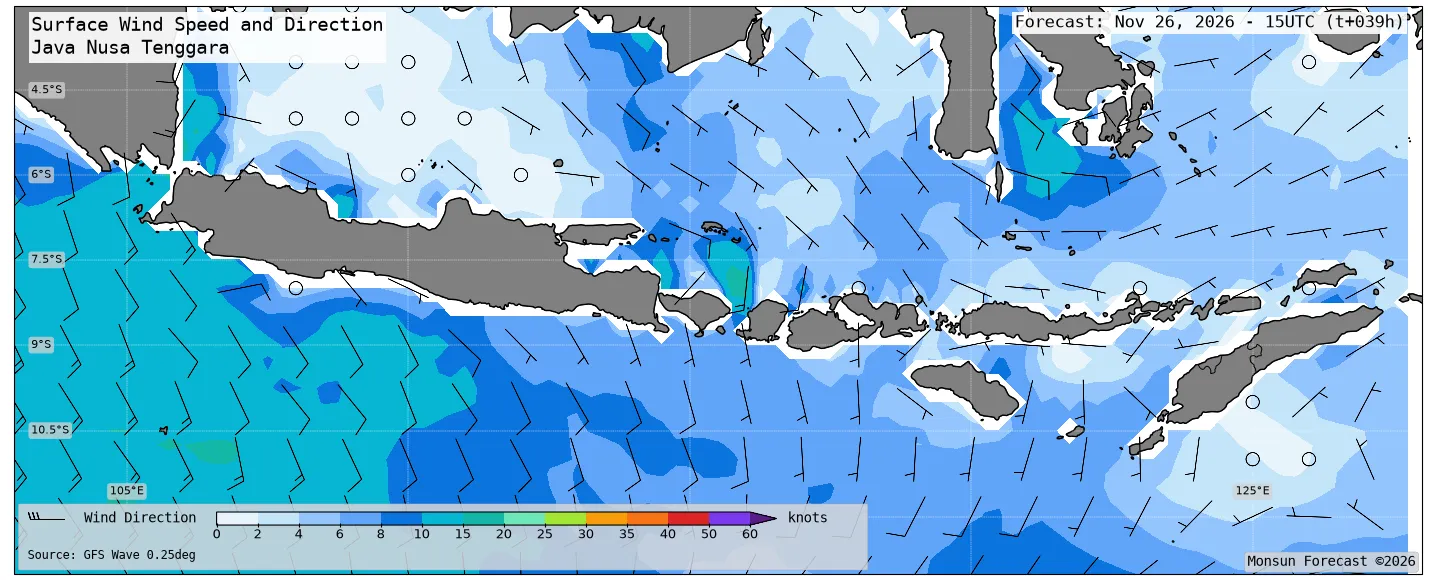 Surface Wind Speed and Direction
Java Nusa Tenggara
Forecast: Nov 26, 2026 - 15UTC (t+039h)
4.5°S
6°S
7.5°S
9°S
10.5°S
105°E
125°E
Wind Direction
0 2 4 6 8 10 15 20 25 30 35 40 50 60
knots
Source: GFS Wave 0.25deg
Monsun Forecast ©2026